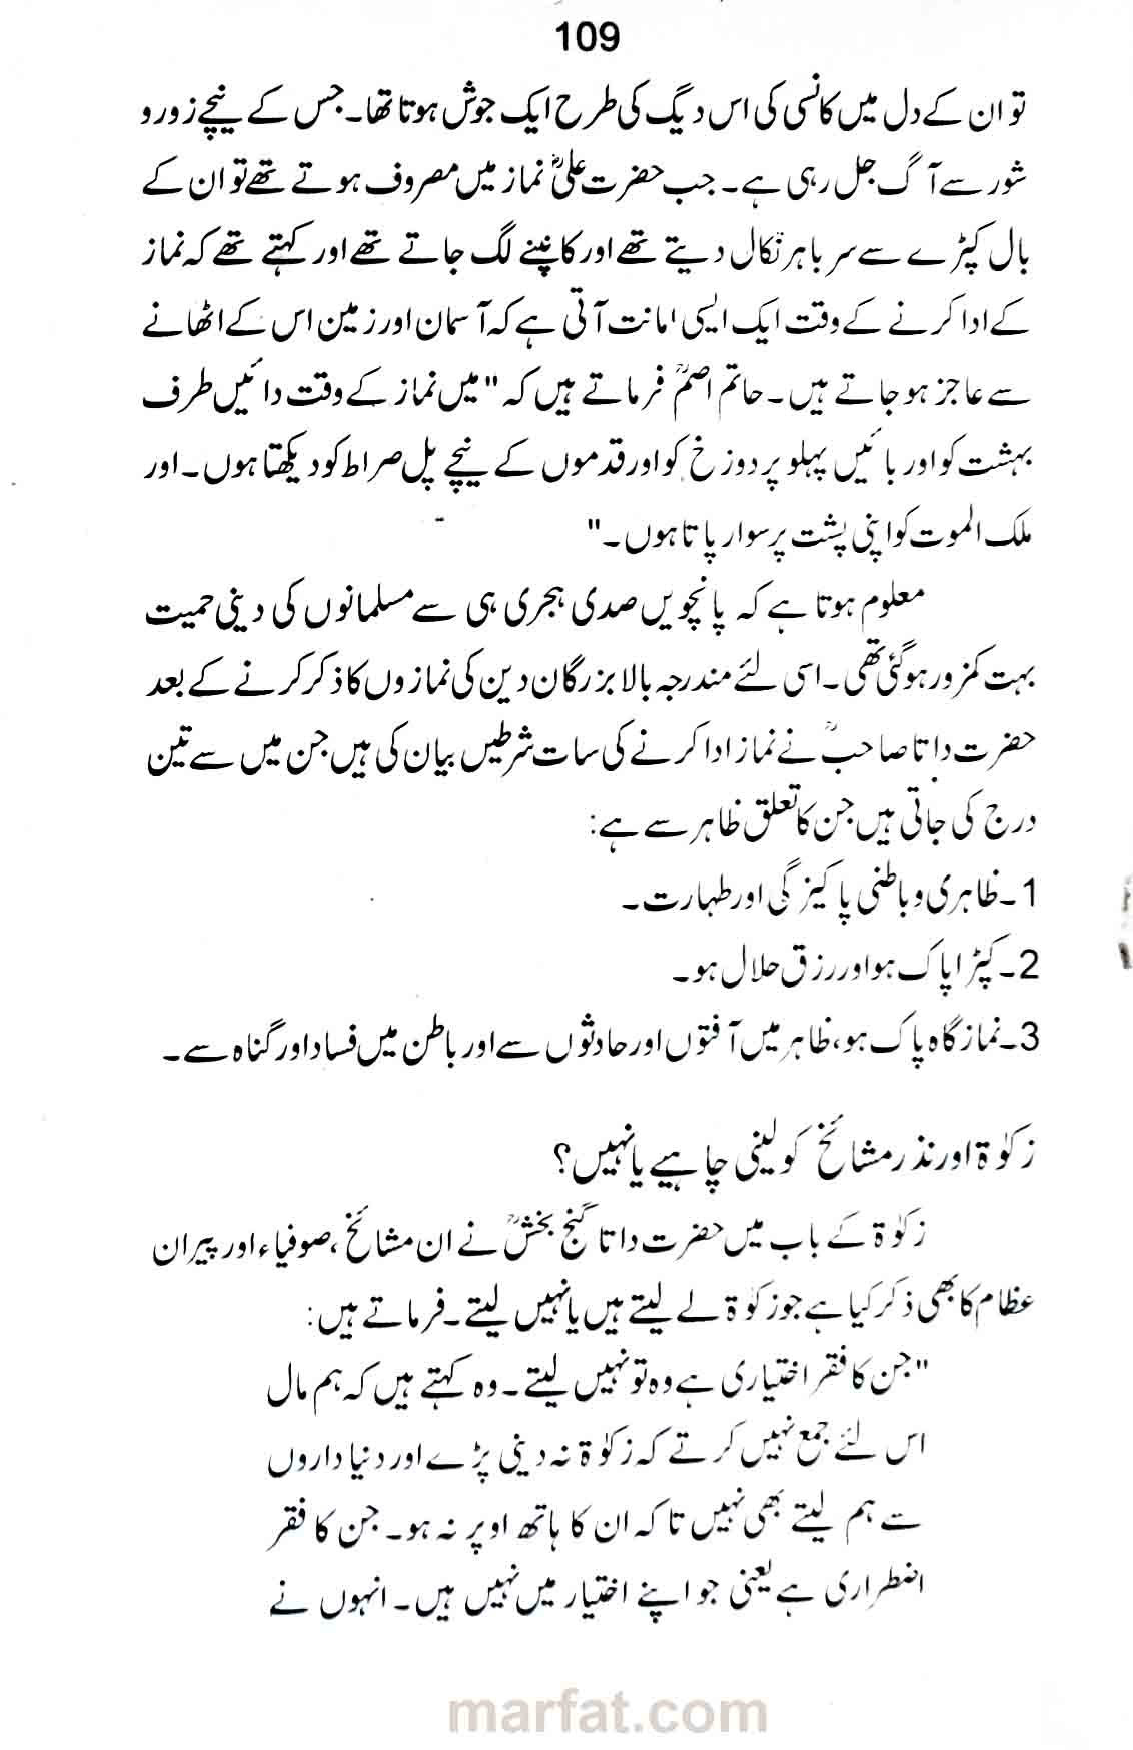 109
تو ان کے دل میں کانسی کی اس دیگ کی طرح ایک جوش ہوتا تھا۔ جس کے نیچے زور و
شور سے آگ جل رہی ہے۔ جب حضرت علیؓ نماز میں مصروف ہوتے تھے تو ان کے
بال کپڑے سے سر باہر نکال دیتے تھے اور کانپنے لگ جاتے تھے اور کہتے تھے کہ نماز
کے ادا کرنے کے وقت ایک ایسی امانت آتی ہے کہ آسمان اور زمین اس کے اٹھانے
سے عاجز ہو جاتے ہیں۔ حاتم اصمؒ فرماتے ہیں کہ "میں نماز کے وقت دائیں طرف
بہشت کو اور بائیں پہلو پر دوزخ کو اور قدموں کے نیچے پل صراط کو دیکھتا ہوں۔ اور
ملک الموت کو اپنی پشت پر سوار پاتا ہوں۔"
معلوم ہوتا ہے کہ پانچویں صدی ہجری ہی سے مسلمانوں کی دینی حمیت
بہت کمزور ہو گئی تھی۔ اسی لئے مندرجہ بالا بزرگان دین کی نمازوں کا ذکر کرنے کے بعد
حضرت داتا صاحبؒ نے نماز ادا کرنے کی سات شرطیں بیان کی ہیں جن میں سے تین
درج کی جاتی ہیں جن کا تعلق ظاہر سے ہے:
1۔ ظاہری و باطنی پاکیزگی اور طہارت۔
2۔ کپڑا پاک ہو اور رزق حلال ہو۔
3۔ نماز گاہ پاک ہو، ظاہر میں آفتوں اور حادثوں سے اور باطن میں فساد اور گناہ سے۔
زکوٰۃ اور نذر مشائخ کو لینی چاہیے یا نہیں؟
زکوٰۃ کے باب میں حضرت داتا گنج بخشؒ نے ان مشائخ، صوفیاء اور پیران
عظام کا بھی ذکر کیا ہے جو زکوٰۃ لے لیتے ہیں یا نہیں لیتے۔ فرماتے ہیں:
"جن کا فقر اختیاری ہے وہ تو نہیں لیتے۔ وہ کہتے ہیں کہ ہم مال
اس لئے جمع نہیں کرتے کہ زکوٰۃ نہ دینی پڑے اور دنیا داروں
سے ہم لیتے بھی نہیں تا کہ ان کا ہاتھ اوپر نہ ہو۔ جن کا فقر
اضطراری ہے یعنی جو اپنے اختیار میں نہیں ہیں۔ انہوں نے
marfat.com